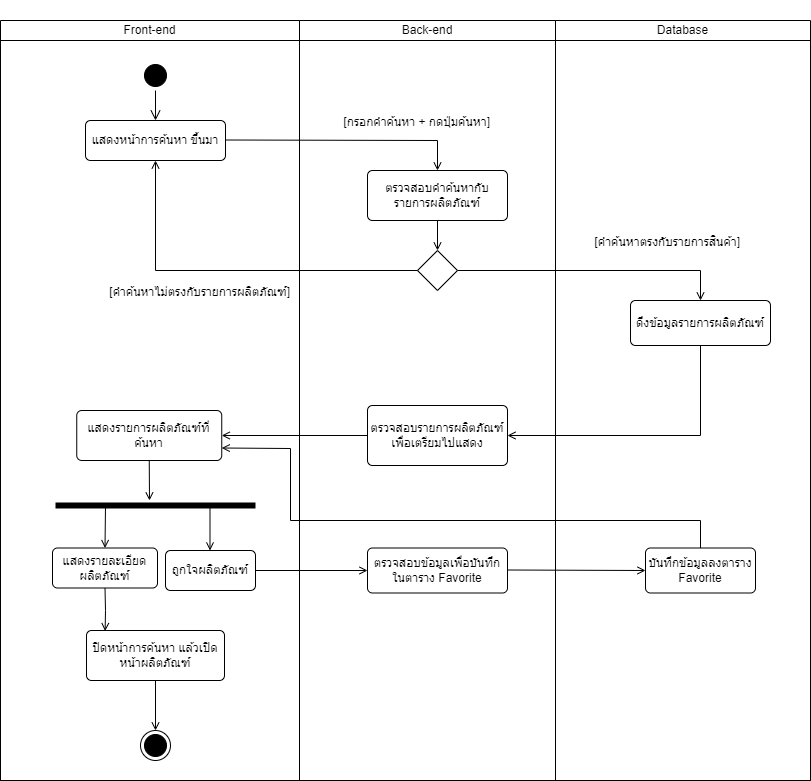 Front-end
Back-end
Database
[กรอกคำค้นหา + กดปุ่มค้นหา]
แสดงหน้าการค้นหา ขึ้นมา
ตรวจสอบคำค้นหากับ
รายการผลิตภัณฑ์
[คำค้นหาตรงกับรายการสินค้า]
[คำค้นหาไม่ตรงกับรายการผลิตภัณฑ์]
ดึงข้อมูลรายการผลิตภัณฑ์
แสดงรายการผลิตภัณฑ์ที่
ค้นหา
ตรวจสอบรายการผลิตภัณฑ์
เพื่อเตรียมไปแสดง
แสดงรายละเอียด
ผลิตภัณฑ์
ถูกใจผลิตภัณฑ์
ตรวจสอบข้อมูลเพื่อบันทึก
ในตาราง Favorite
บันทึกข้อมูลลงตาราง
Favorite
ปิดหน้าการค้นหา แล้วเปิด
หน้าผลิตภัณฑ์